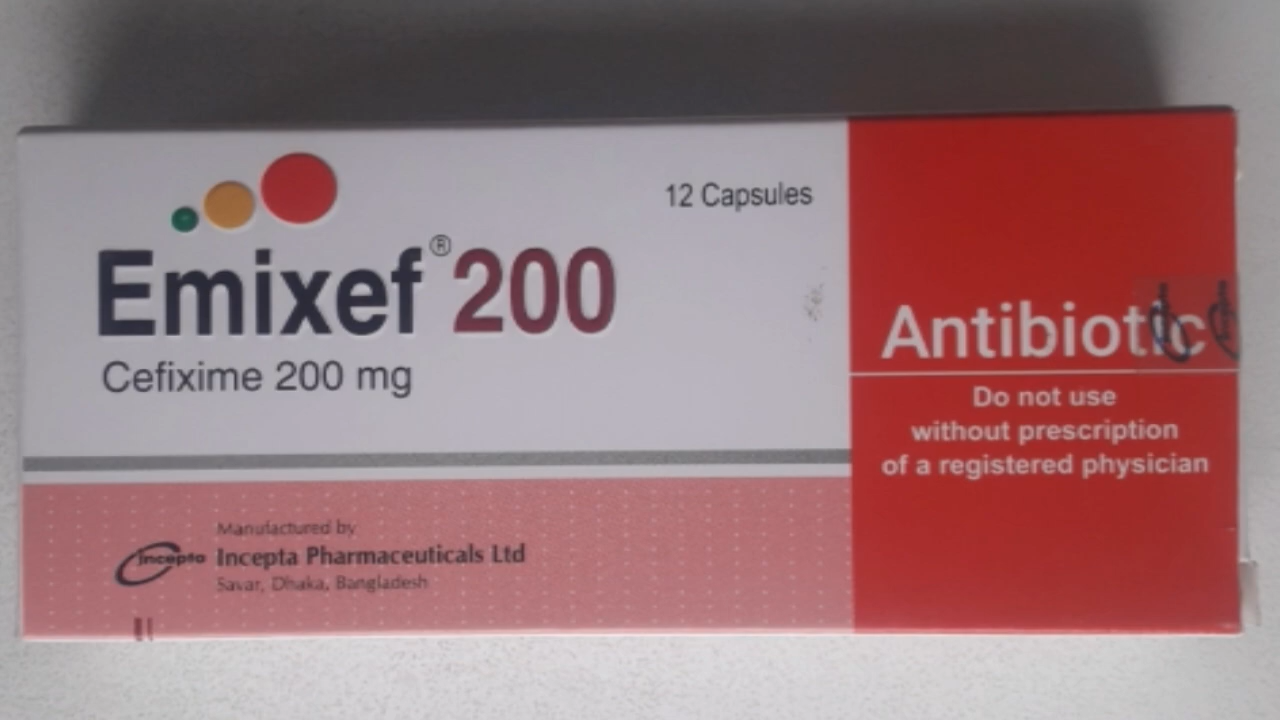 12 Capsules
Emixef® 200
Cefixime 200 mg
Manufactured by
Incepta
Incepta Pharmaceuticals Ltd
Savar, Dhaka, Bangladesh
Antibiotic
Do not use
without prescription
of a registered physician